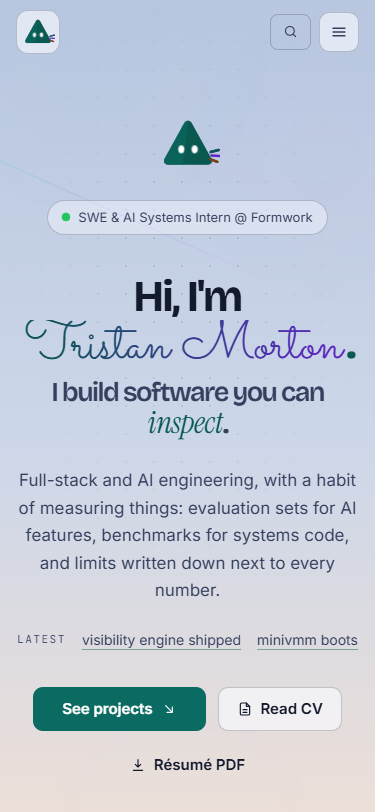 SWE & AI Systems Intern @ Formwork
Hi, I'm
Tristan Morton.
I build software you can
inspect.
Full-stack and AI engineering, with a habit
of measuring things: evaluation sets for AI
features, benchmarks for systems code,
and limits written down next to every
number.
LATEST visibility engine shipped minivmm boots
See projects Read CV
Résumé PDF